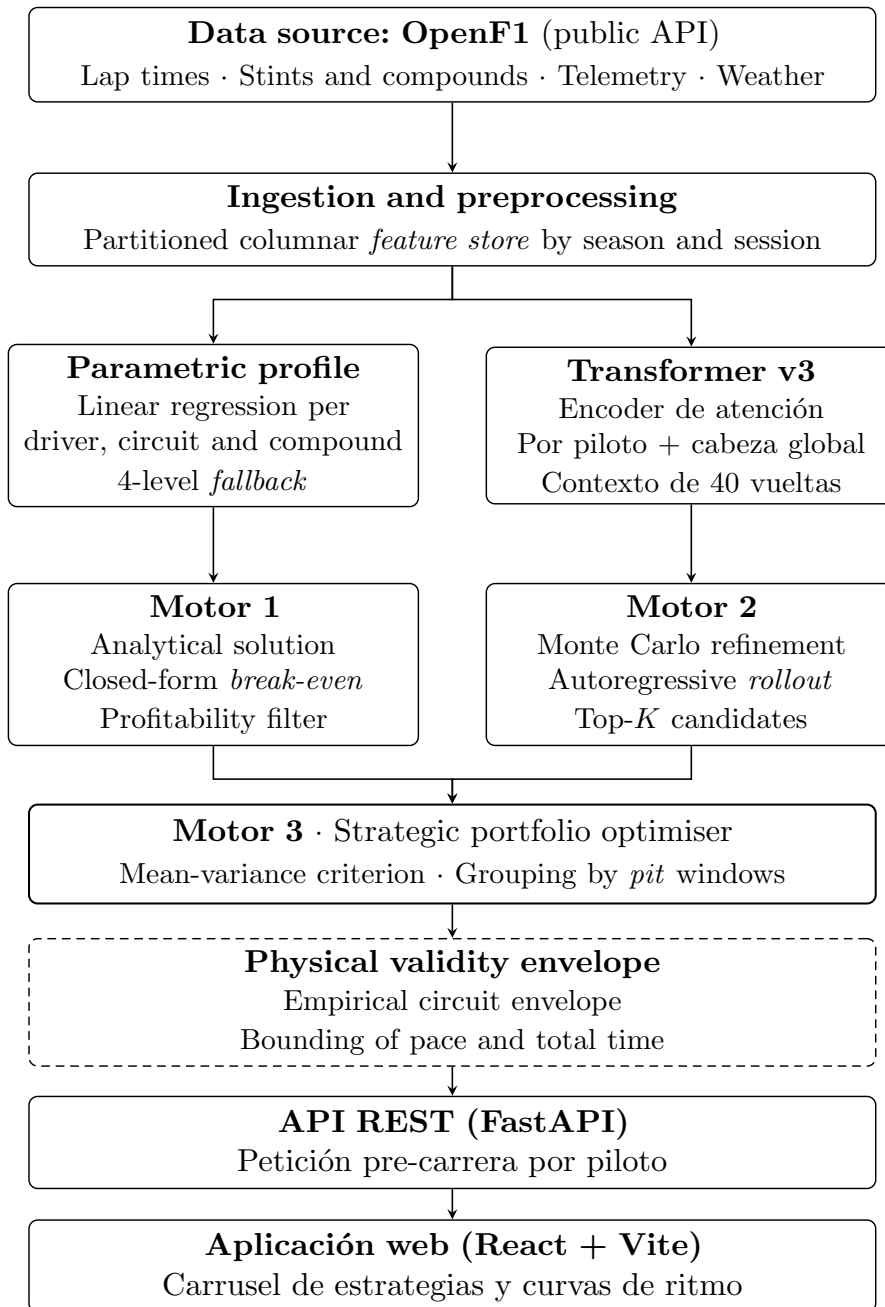 Data source: OpenF1 (public API)
Lap times · Stints and compounds · Telemetry · Weather
Ingestion and preprocessing
Partitioned columnar feature store by season and session
Parametric profile
Linear regression per
driver, circuit and compound
4-level fallback
Transformer v3
Encoder de atención
Por piloto + cabeza global
Contexto de 40 vueltas
Motor 1
Analytical solution
Closed-form break-even
Profitability filter
Motor 2
Monte Carlo refinement
Autoregressive rollout
Top-K candidates
Motor 3 · Strategic portfolio optimiser
Mean-variance criterion · Grouping by pit windows
Physical validity envelope
Empirical circuit envelope
Bounding of pace and total time
API REST (FastAPI)
Petición pre-carrera por piloto
Aplicación web (React + Vite)
Carrusel de estrategias y curvas de ritmo